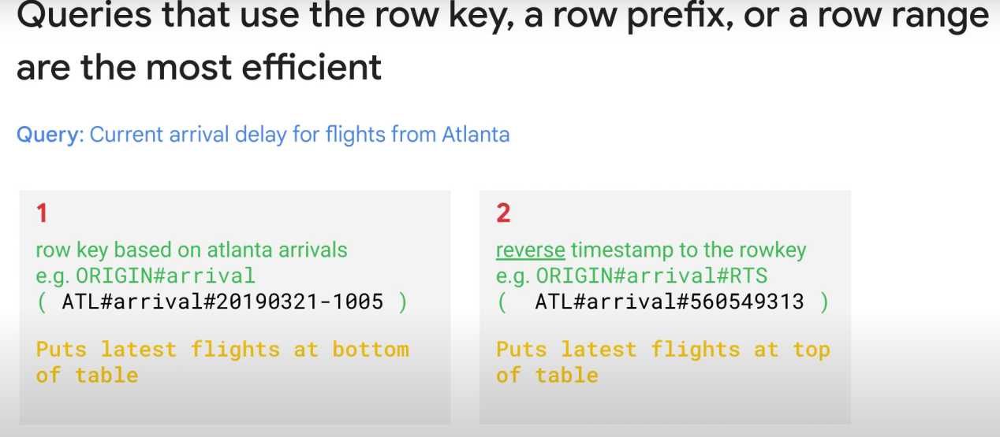 Queries that use the row key, a row prefix, or a row range
are the most efficient
Query: Current arrival delay for flights from Atlanta
1
row key based on atlanta arrivals
e.g. ORIGIN#arrival
( ATL#arrival#20190321-1005 )
Puts latest flights at bottom
of table
2
reverse timestamp to the rowkey
e.g. ORIGIN#arrival#RTS
( ATL#arrival#560549313 )
Puts latest flights at top
of table